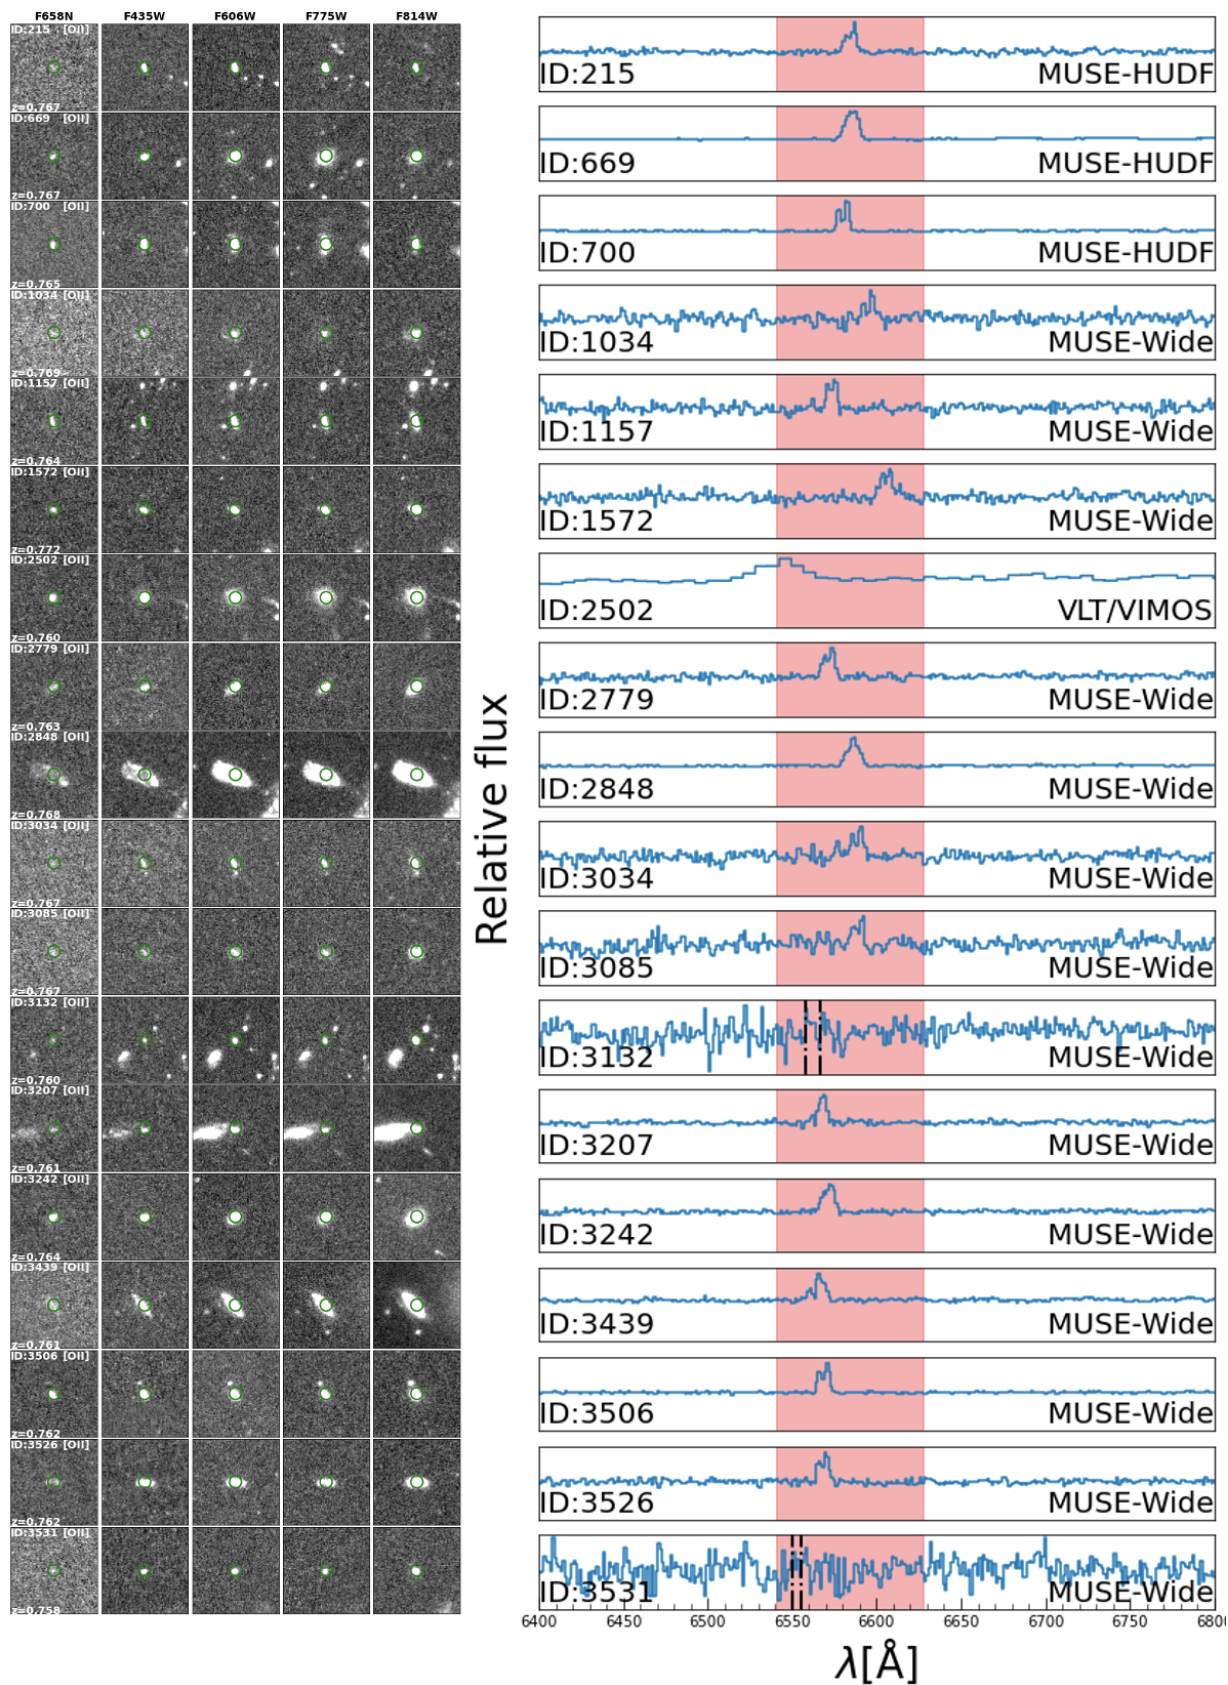 F658N F435W F606W F775W F814W
ID:215 [OII]
z=0.767
ID:215 MUSE-HUDF
ID:669 [OII]
z=0.767
ID:669 MUSE-HUDF
ID:700 [OII]
z=0.765
ID:700 MUSE-HUDF
ID:1034 [OII]
z=0.769
ID:1034 MUSE-Wide
ID:1157 [OII]
z=0.764
ID:1157 MUSE-Wide
ID:1572 [OII]
z=0.772
ID:1572 MUSE-Wide
ID:2502 [OII]
z=0.760
ID:2502 VLT/VIMOS
ID:2779 [OII]
z=0.763
ID:2779 MUSE-Wide
ID:2848 [OII]
z=0.768
ID:2848 MUSE-Wide
ID:3034 [OII]
z=0.767
ID:3034 MUSE-Wide
ID:3085 [OII]
z=0.767
ID:3085 MUSE-Wide
ID:3132 [OII]
z=0.760
ID:3132 MUSE-Wide
ID:3207 [OII]
z=0.761
ID:3207 MUSE-Wide
ID:3242 [OII]
z=0.764
ID:3242 MUSE-Wide
ID:3439 [OII]
z=0.761
ID:3439 MUSE-Wide
ID:3506 [OII]
z=0.762
ID:3506 MUSE-Wide
ID:3526 [OII]
z=0.762
ID:3526 MUSE-Wide
ID:3531 [OII]
z=0.758
ID:3531 MUSE-Wide
Relative flux
6400 6450 6500 6550 6600 6650 6700 6750 6800
λ[Å]